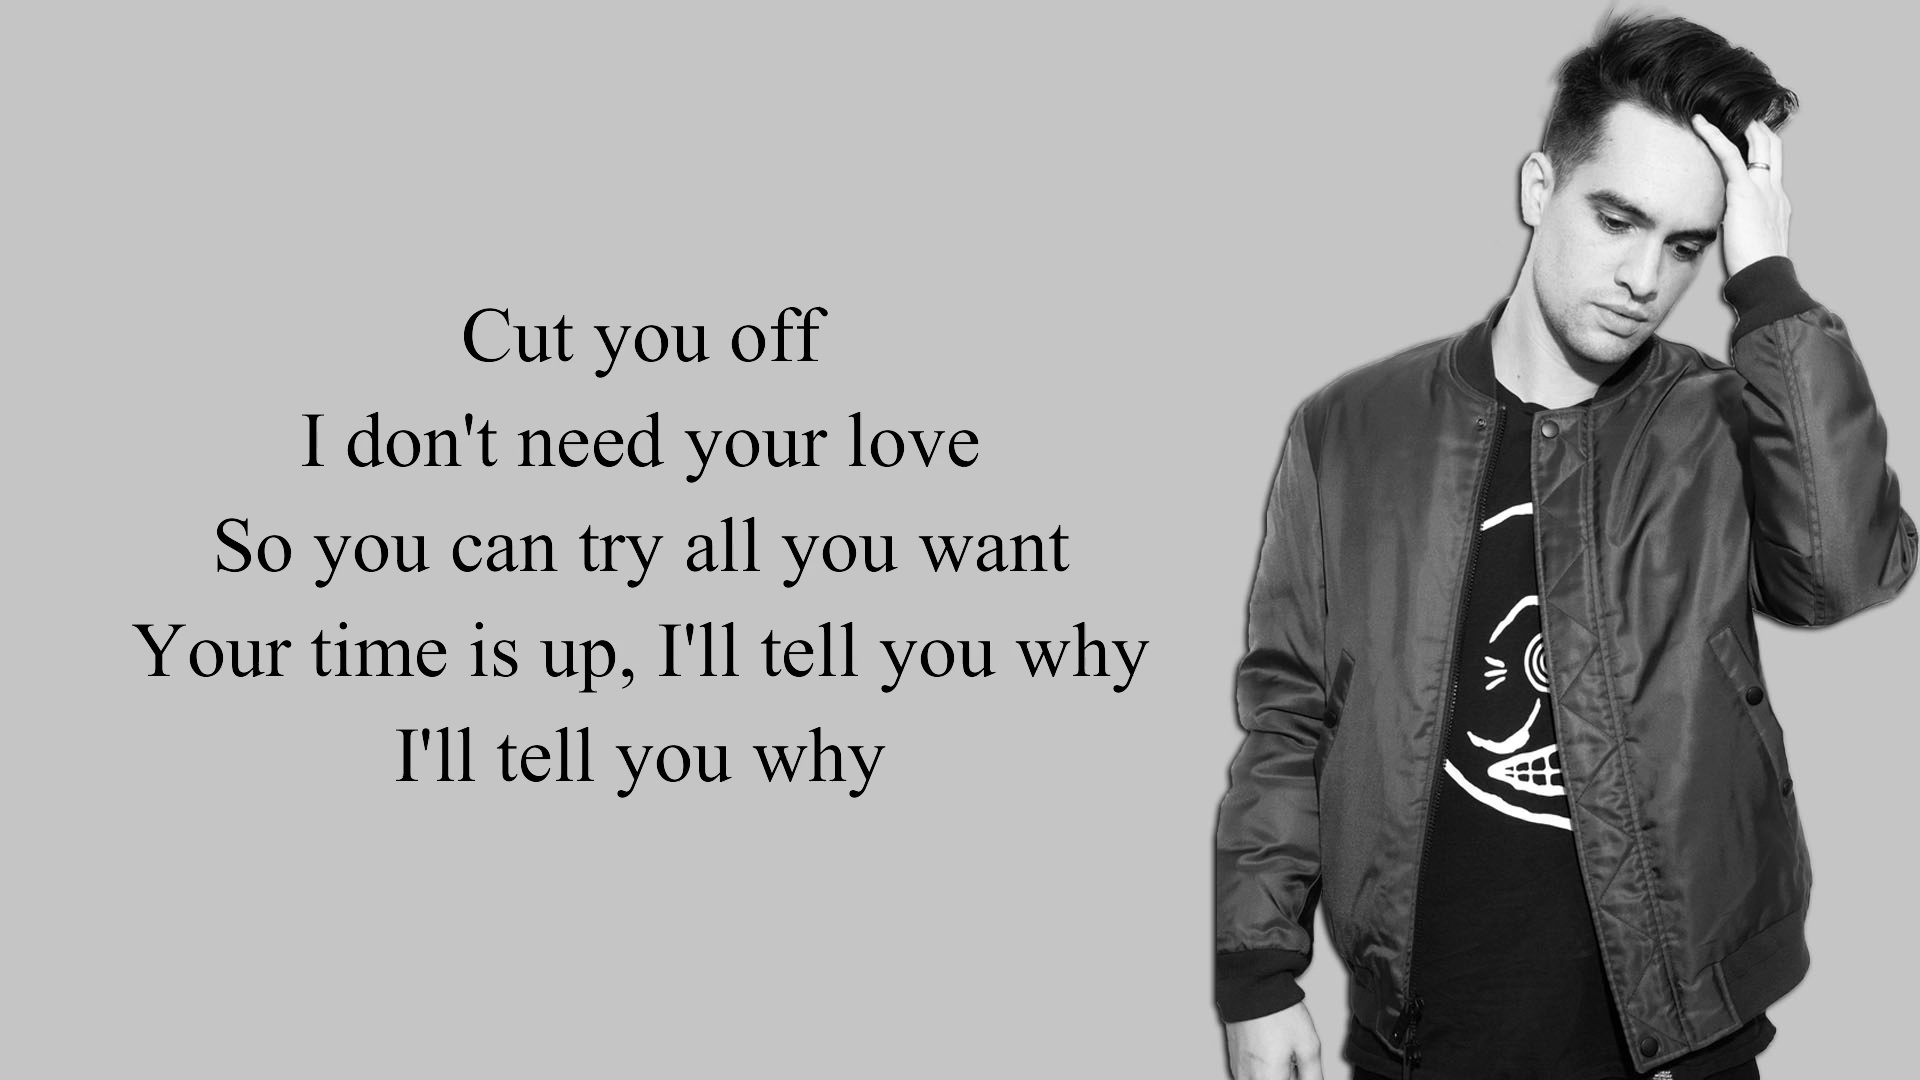 Cut you off
I don't need your love
So you can try all you want
Your time is up, I'll tell you why
I'll tell you why